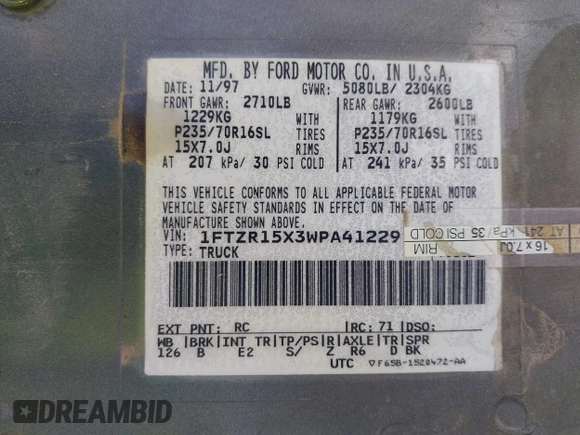 MFD. BY FORD MOTOR CO. IN U.S.A.
DATE: 11/97 GVWR: 5080LB/ 2304KG
FRONT GAWR: 2710LB REAR GAWR: 2600LB
1229KG WITH 1179KG WITH
P235/70R16SL TIRES P235/70R16SL TIRES
15X7.0J RIMS 15X7.0J RIMS
AT 207 kPa/ 30 PSI COLD AT 241 kPa/ 35 PSI COLD
THIS VEHICLE CONFORMS TO ALL APPLICABLE FEDERAL MOTOR
VEHICLE SAFETY STANDARDS IN EFFECT ON THE DATE OF
MANUFACTURE SHOWN ABOVE.
VIN: 1FTZR15X3WPA41229
TYPE: TRUCK
RIM 16 x 7.0J
241 kPa/ 35 PSI COLD
EXT PNT: RC RC: 71 DSO:
WB BRK INT TR TP/PS R AXLE TR SPR
126 B E2 S/ Z R6 D BK
UTC ▽F65B-1520472-AA
DREAMBID